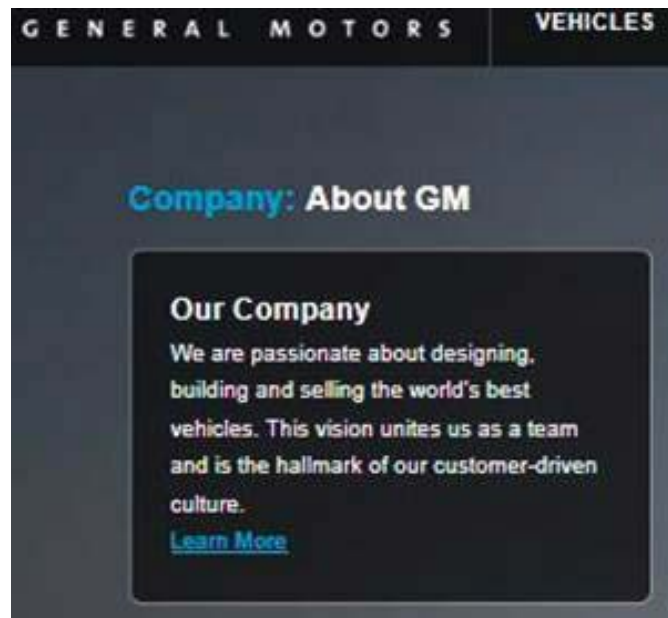 GENERAL MOTORS
VEHICLES
Company: About GM
Our Company
We are passionate about designing,
building and selling the world's best
vehicles. This vision unites us as a team
and is the hallmark of our customer-driven
culture.
Learn More